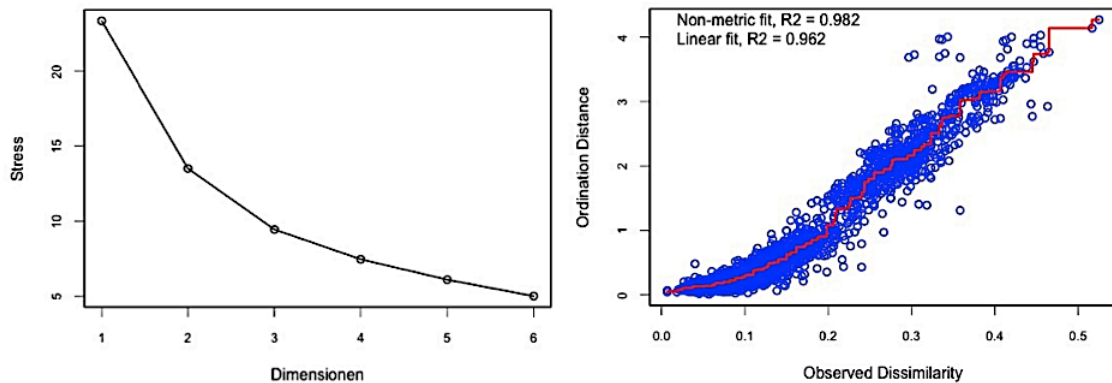 20
15
10
5
Stress
1 2 3 4 5 6
Dimensionen
Non-metric fit, R2 = 0.982
Linear fit, R2 = 0.962
4
3
2
1
0
Ordination Distance
0.0 0.1 0.2 0.3 0.4 0.5
Observed Dissimilarity